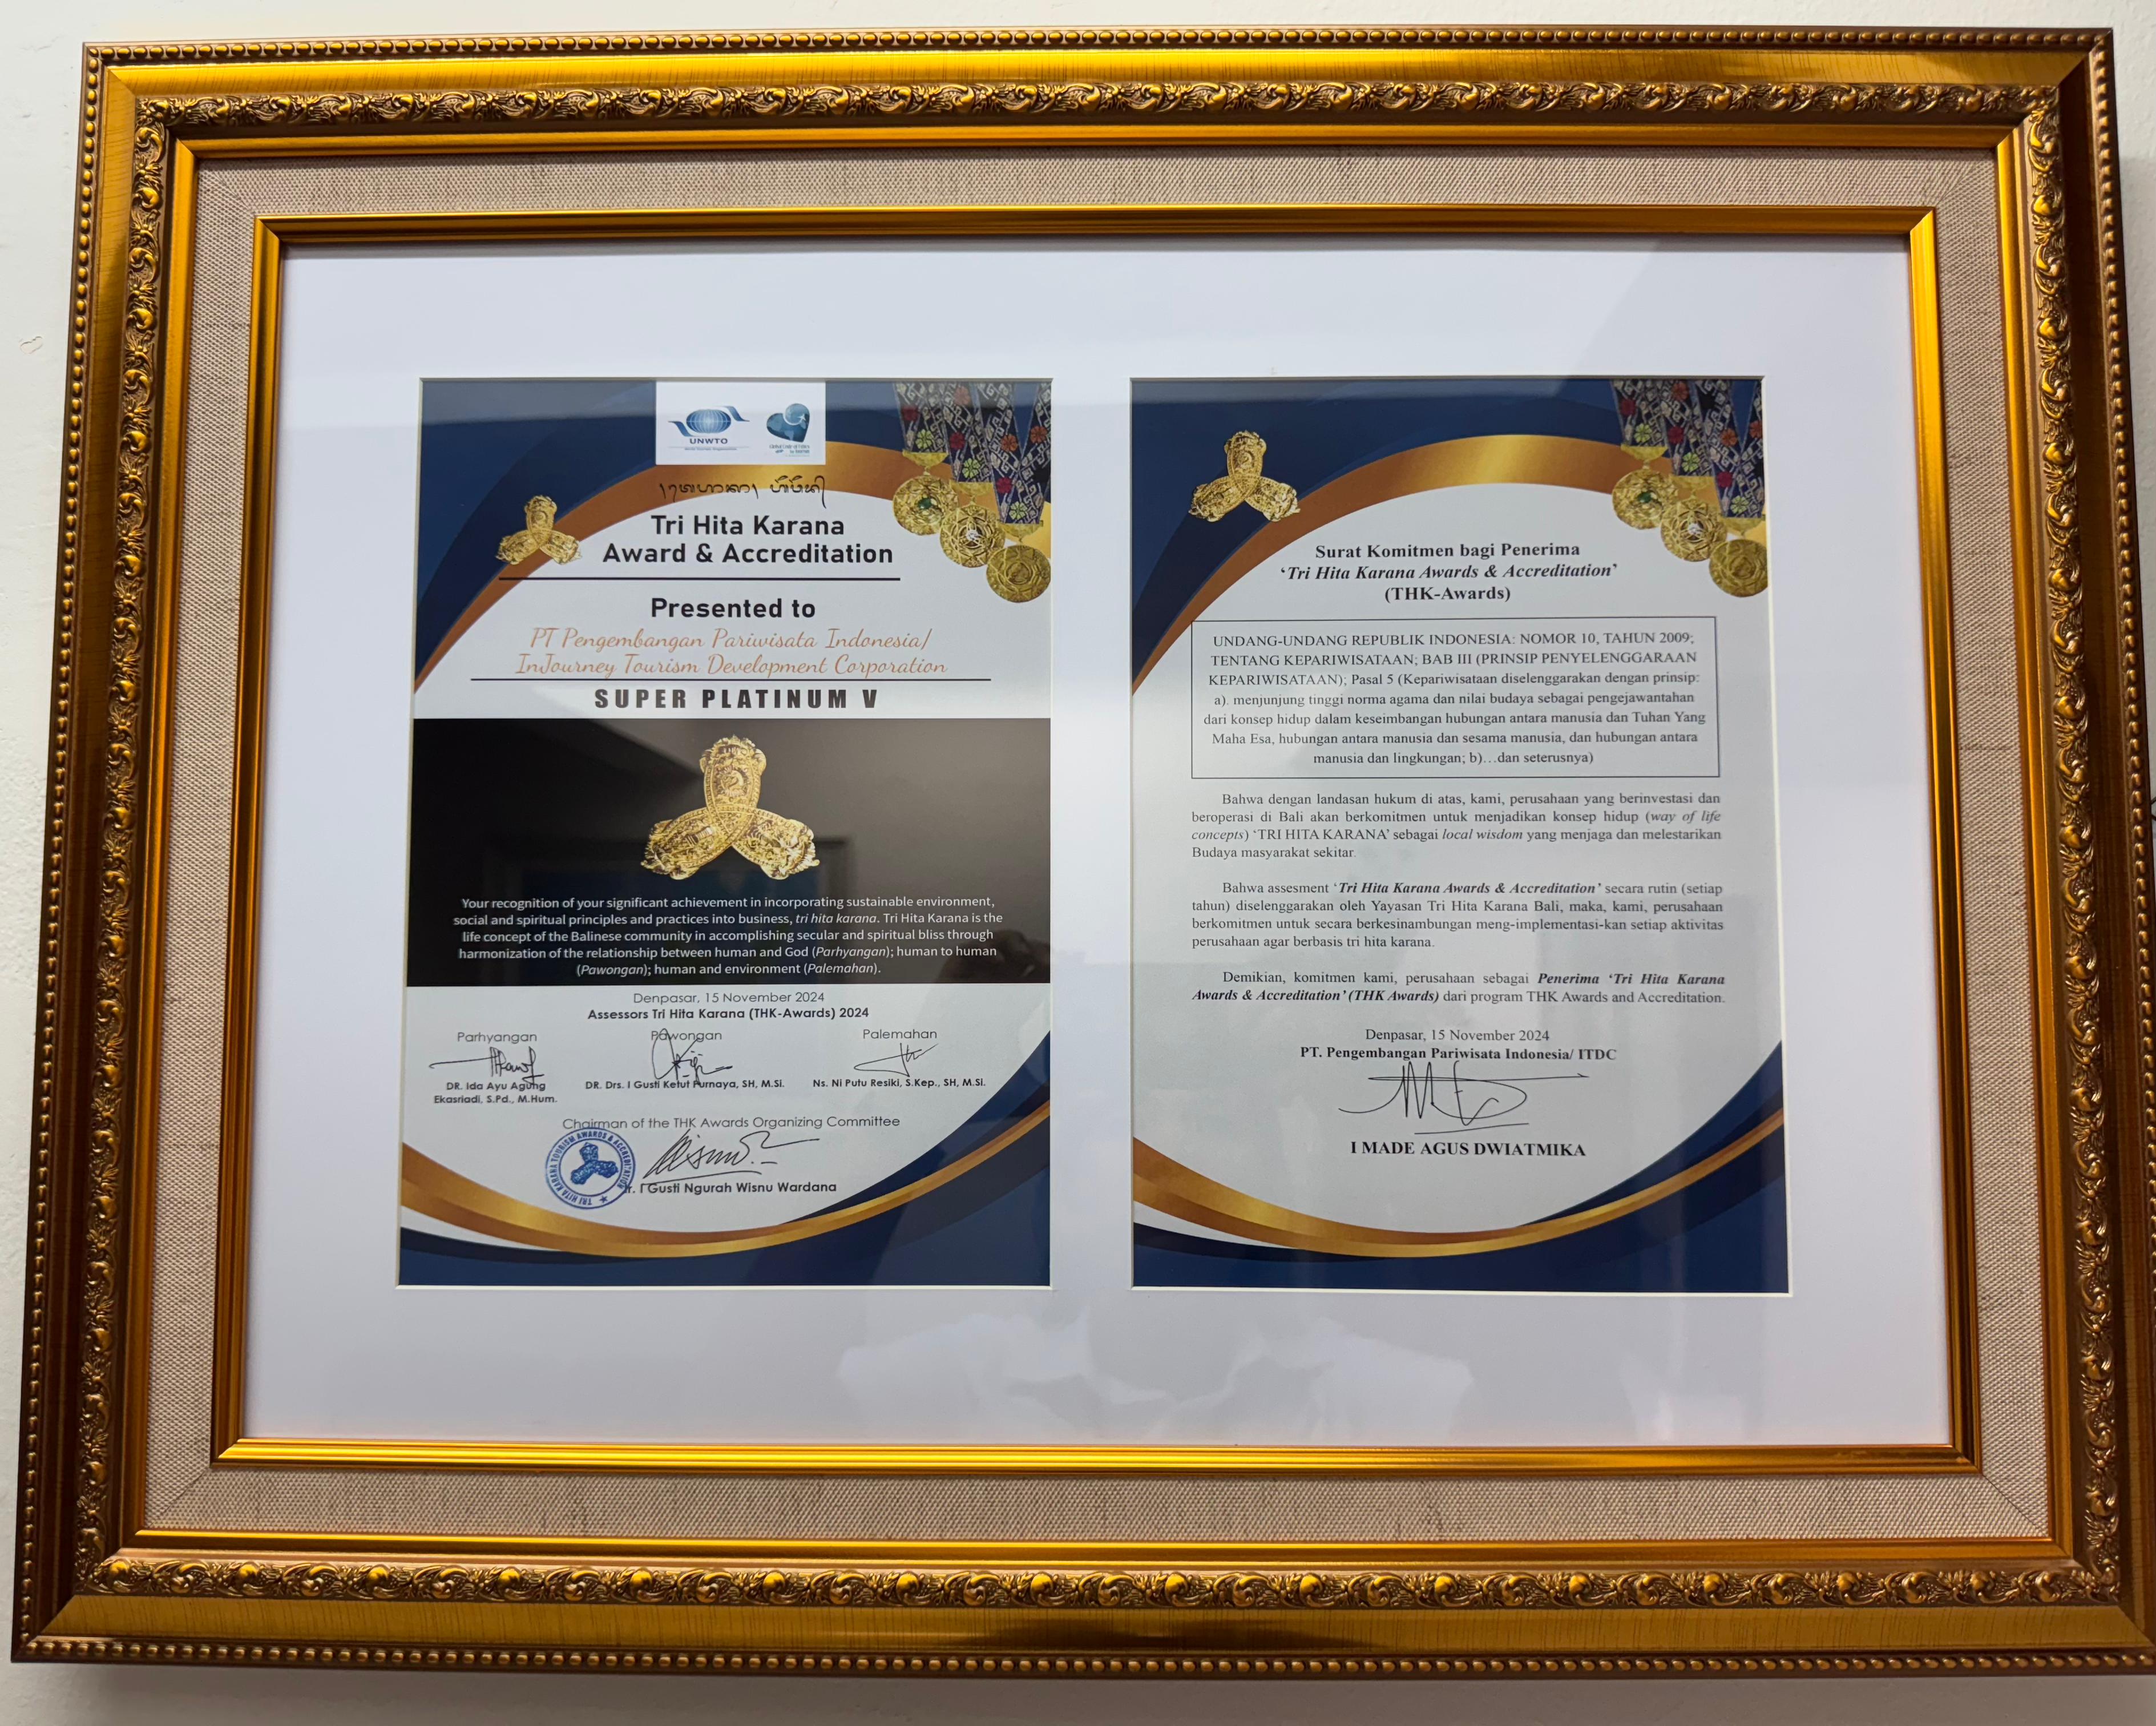 UNWTO
Tri Hita Karana
Award & Accreditation
Presented to
PT Pengembangan Pariwisata Indonesia/
InJourney Tourism Development Corporation
SUPER PLATINUM V
Your recognition of your significant achievement in incorporating sustainable environment,
social and spiritual principles and practices into business, tri hita karana. Tri Hita Karana is the
life concept of the Balinese community in accomplishing secular and spiritual bliss through
harmonization of the relationship between human and God (Parhyangan); human to human
(Pawongan); human and environment (Palemahan).
Denpasar, 15 November 2024
Assessors Tri Hita Karana (THK-Awards) 2024
Parhyangan
Pawongan
Palemahan
DR. Ida Ayu Agung
Ekasriadi, S.Pd., M.Hum.
DR. Drs. I Gusti Ketut Purnaya, SH, M.Si.
Ns. Ni Putu Resiki, S.Kep., SH, M.Si.
Chairman of the THK Awards Organizing Committee
TRI HITA KARANA TOURISM AWARDS & ACCREDITATION
I Gusti Ngurah Wisnu Wardana
Surat Komitmen bagi Penerima
‘Tri Hita Karana Awards & Accreditation’
(THK-Awards)
UNDANG-UNDANG REPUBLIK INDONESIA: NOMOR 10, TAHUN 2009;
TENTANG KEPARIWISATAAN; BAB III (PRINSIP PENYELENGGARAAN
KEPARIWISATAAN); Pasal 5 (Kepariwisataan diselenggarakan dengan prinsip:
a). menjunjung tinggi norma agama dan nilai budaya sebagai pengejawantahan
dari konsep hidup dalam keseimbangan hubungan antara manusia dan Tuhan Yang
Maha Esa, hubungan antara manusia dan sesama manusia, dan hubungan antara
manusia dan lingkungan; b)…dan seterusnya)
Bahwa dengan landasan hukum di atas, kami, perusahaan yang berinvestasi dan
beroperasi di Bali akan berkomitmen untuk menjadikan konsep hidup (way of life
concepts) ‘TRI HITA KARANA’ sebagai local wisdom yang menjaga dan melestarikan
Budaya masyarakat sekitar.
Bahwa assesment ‘Tri Hita Karana Awards & Accreditation’ secara rutin (setiap
tahun) diselenggarakan oleh Yayasan Tri Hita Karana Bali, maka, kami, perusahaan
berkomitmen untuk secara berkesinambungan meng-implementasi-kan setiap aktivitas
perusahaan agar berbasis tri hita karana.
Demikian, komitmen kami, perusahaan sebagai Penerima ‘Tri Hita Karana
Awards & Accreditation’ (THK Awards) dari program THK Awards and Accreditation.
Denpasar, 15 November 2024
PT. Pengembangan Pariwisata Indonesia/ ITDC
I MADE AGUS DWIATMIKA